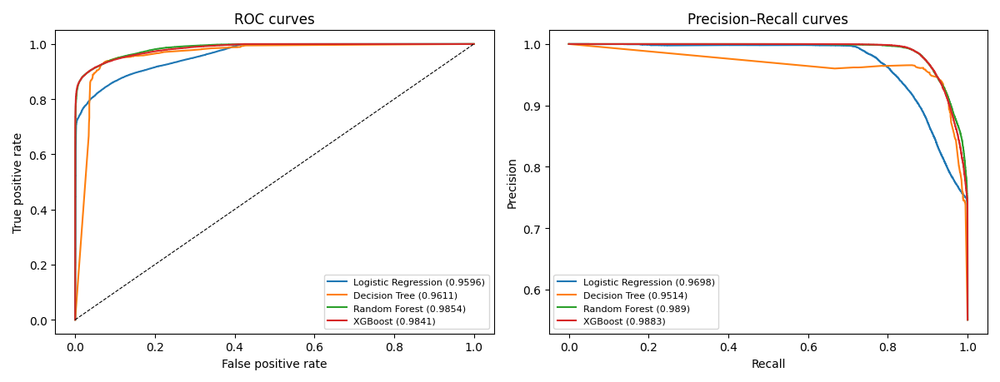 ROC curves
True positive rate
1.0
0.8
0.6
0.4
0.2
0.0
Logistic Regression (0.9596)
Decision Tree (0.9611)
Random Forest (0.9854)
XGBoost (0.9841)
0.0 0.2 0.4 0.6 0.8 1.0
False positive rate
Precision–Recall curves
Precision
1.0
0.9
0.8
0.7
0.6
Logistic Regression (0.9698)
Decision Tree (0.9514)
Random Forest (0.989)
XGBoost (0.9883)
0.0 0.2 0.4 0.6 0.8 1.0
Recall